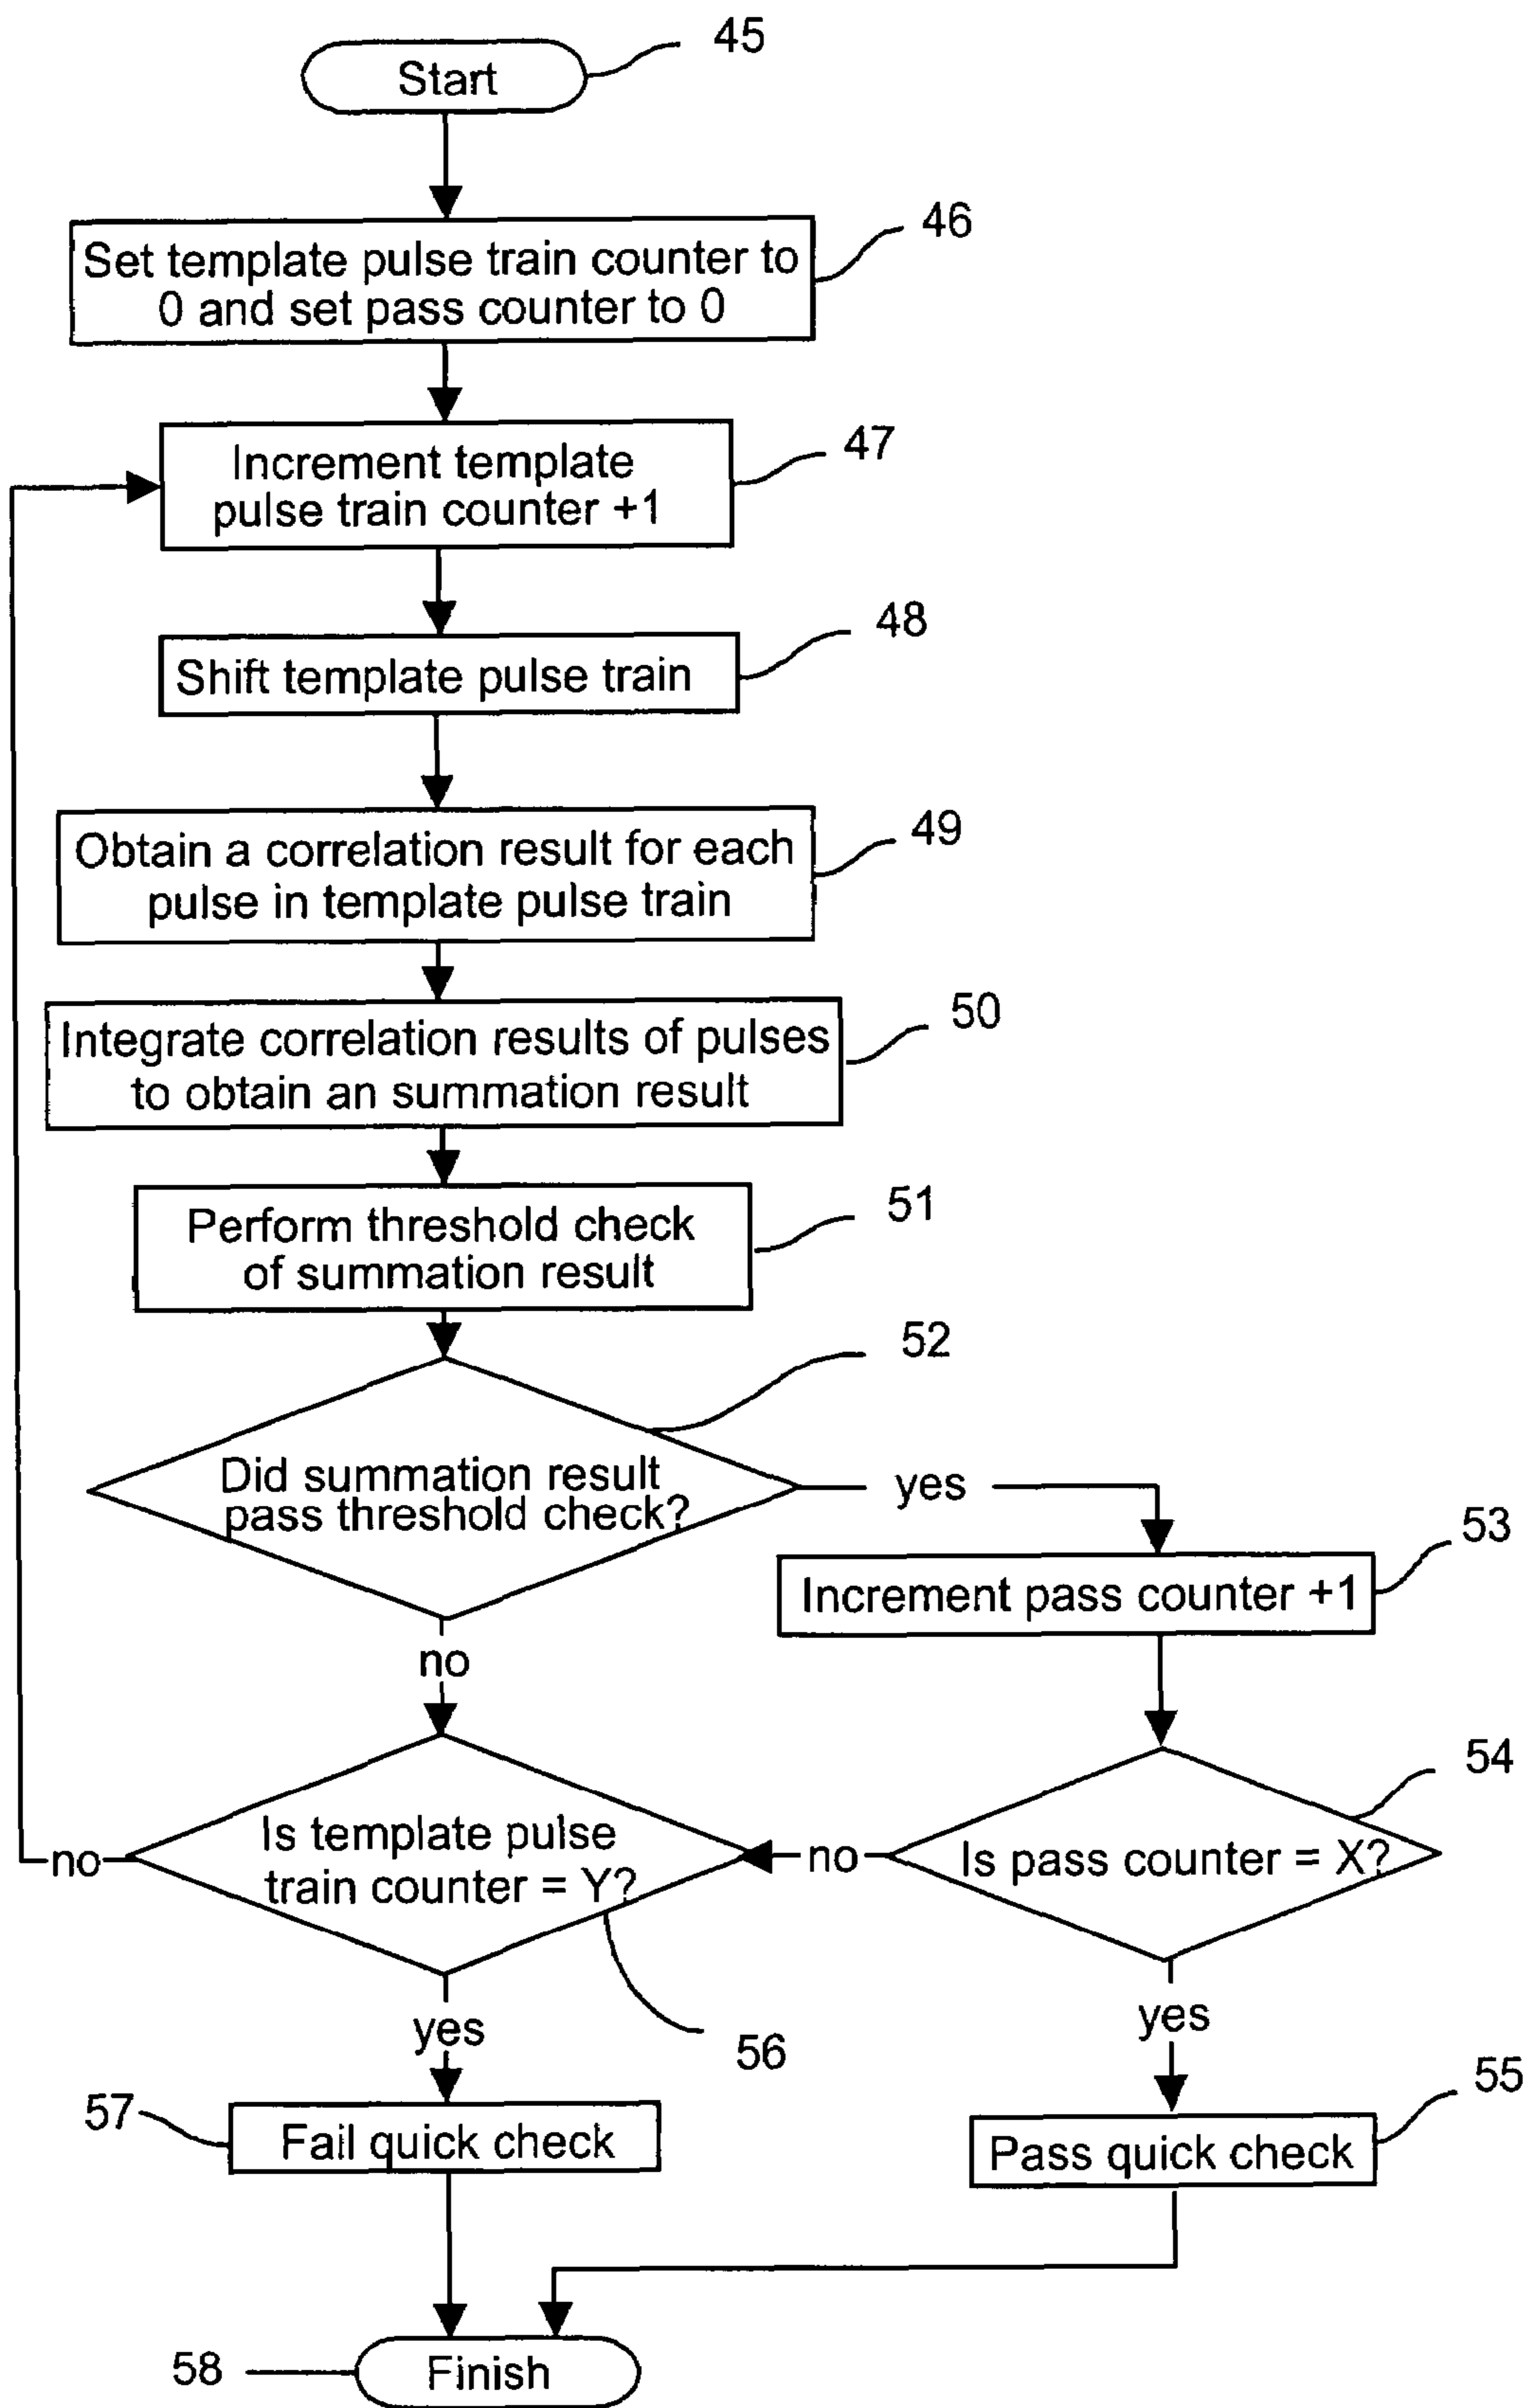 Start
45
Set template pulse train counter to
0 and set pass counter to 0
46
Increment template
pulse train counter +1
47
Shift template pulse train
48
Obtain a correlation result for each
pulse in template pulse train
49
Integrate correlation results of pulses
to obtain an summation result
50
Perform threshold check
of summation result
51
Did summation result
pass threshold check?
52
yes
no
Increment pass counter +1
53
Is pass counter = X?
54
no
yes
Is template pulse
train counter = Y?
56
no
yes
Fail quick check
57
Pass quick check
55
Finish
58